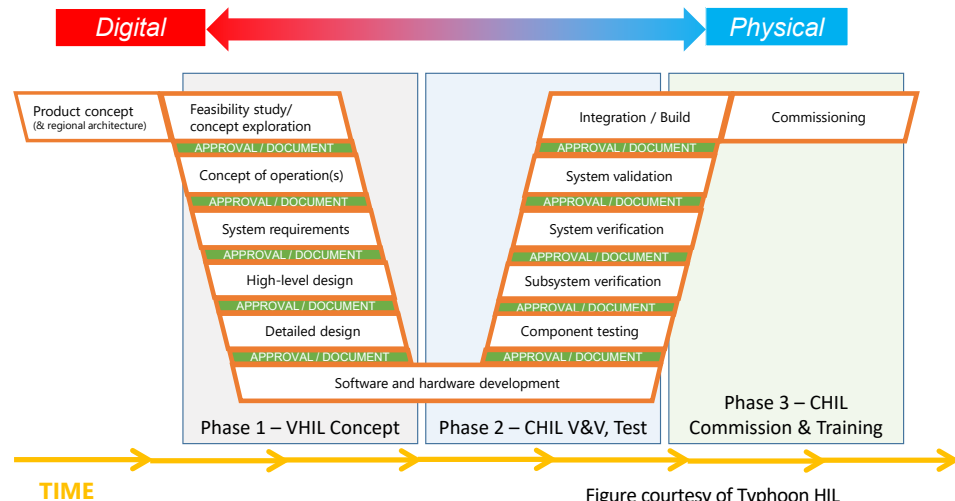 Digital
Physical
Product concept
(& regional architecture)
Feasibility study/
concept exploration
Integration / Build
Commissioning
APPROVAL / DOCUMENT
APPROVAL / DOCUMENT
Concept of operation(s)
System validation
APPROVAL / DOCUMENT
APPROVAL / DOCUMENT
System requirements
System verification
APPROVAL / DOCUMENT
APPROVAL / DOCUMENT
High-level design
Subsystem verification
APPROVAL / DOCUMENT
APPROVAL / DOCUMENT
Detailed design
Component testing
APPROVAL / DOCUMENT
APPROVAL / DOCUMENT
Software and hardware development
Phase 1 – VHIL Concept
Phase 2 – CHIL V&V, Test
Phase 3 – CHIL
Commission & Training
TIME
Figure courtesy of Typhoon HIL